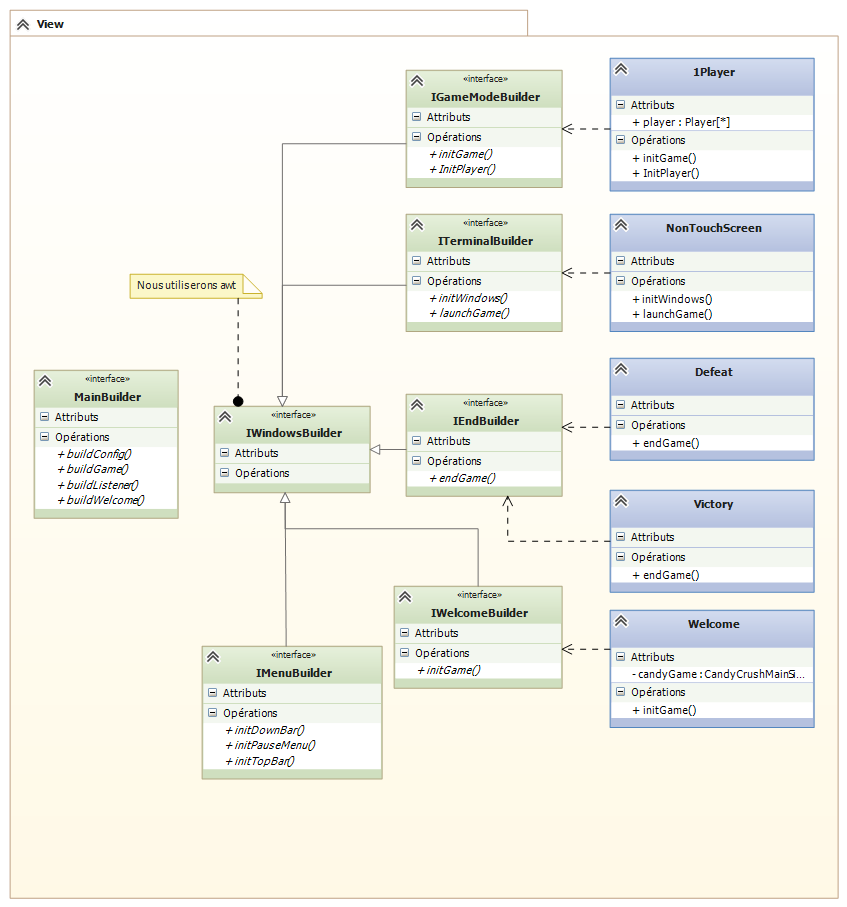 View
«interface»
IGameModeBuilder
Attributs
Opérations
+ initGame()
+ InitPlayer()
1Player
Attributs
+ player : Player[*]
Opérations
+ initGame()
+ InitPlayer()
«interface»
ITerminalBuilder
Attributs
Opérations
+ initWindows()
+ launchGame()
NonTouchScreen
Attributs
Opérations
+ initWindows()
+ launchGame()
Nous utiliserons awt
«interface»
MainBuilder
Attributs
Opérations
+ buildConfig()
+ buildGame()
+ buildListener()
+ buildWelcome()
«interface»
IWindowsBuilder
Attributs
Opérations
«interface»
IEndBuilder
Attributs
Opérations
+ endGame()
Defeat
Attributs
Opérations
+ endGame()
Victory
Attributs
Opérations
+ endGame()
«interface»
IWelcomeBuilder
Attributs
Opérations
+ initGame()
Welcome
Attributs
- candyGame : CandyCrushMainSi...
Opérations
+ initGame()
«interface»
IMenuBuilder
Attributs
Opérations
+ initDownBar()
+ initPauseMenu()
+ initTopBar()